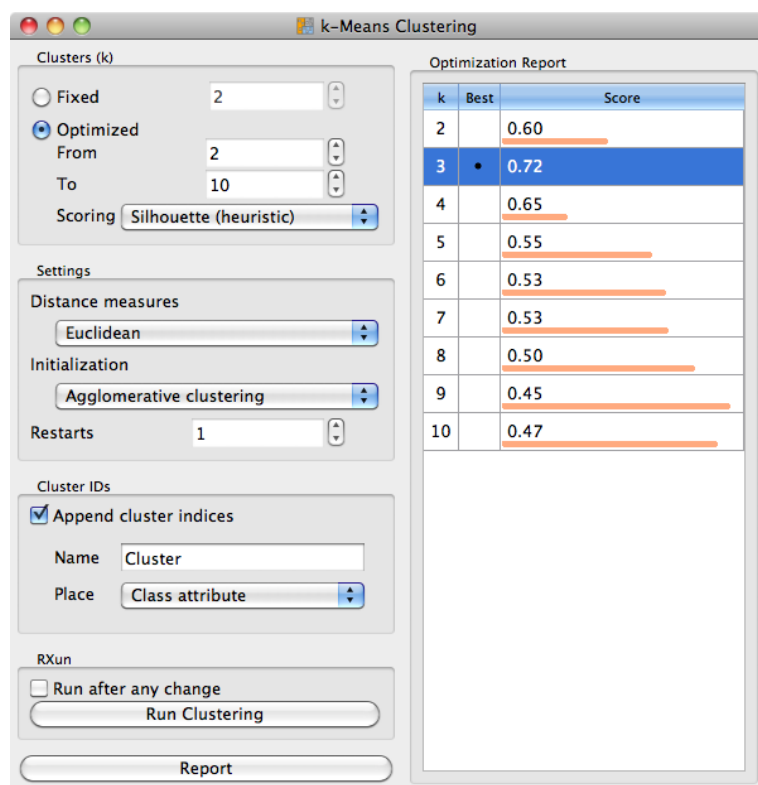 k-Means Clustering
Clusters (k)
Fixed 2
Optimized
From 2
To 10
Scoring Silhouette (heuristic)
Settings
Distance measures
Euclidean
Initialization
Agglomerative clustering
Restarts 1
Cluster IDs
Append cluster indices
Name Cluster
Place Class attribute
RXun
Run after any change
Run Clustering
Report
Optimization Report
k Best Score
2 0.60
3 • 0.72
4 0.65
5 0.55
6 0.53
7 0.53
8 0.50
9 0.45
10 0.47